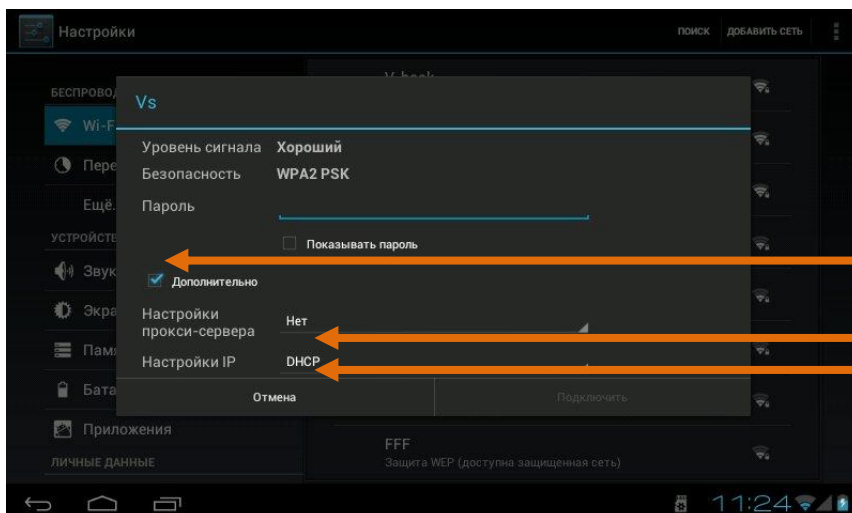 Настройки
ПОИСК ДОБАВИТЬ СЕТЬ
БЕСПРОВОД
Vs
Wi-F
Уровень сигнала Хороший
Пере
Безопасность WPA2 PSK
Ещё.
Пароль
УСТРОЙСТВ
Показывать пароль
Звук
Дополнительно
Экра
Настройки
прокси-сервера Нет
Памя
Настройки IP DHCP
Бата
Отмена Подключить
Приложения
FFF
Защита WEP (доступна защищенная сеть)
ЛИЧНЫЕ ДАННЫЕ
11:24